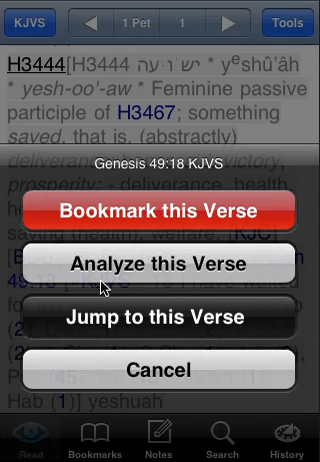 KJVS
1 Pet
1
Tools
H3444[H3444 ישׁוּעה * yᵉshû‛âh
* yesh-oo'-aw * Feminine passive
participle of H3467; something
saved, that is, (abstractly)
Genesis 49:18 KJVS
Bookmark this Verse
Analyze this Verse
Jump to this Verse
Cancel
Hab (1)] yeshuah
Read
Bookmarks
Notes
Search
History